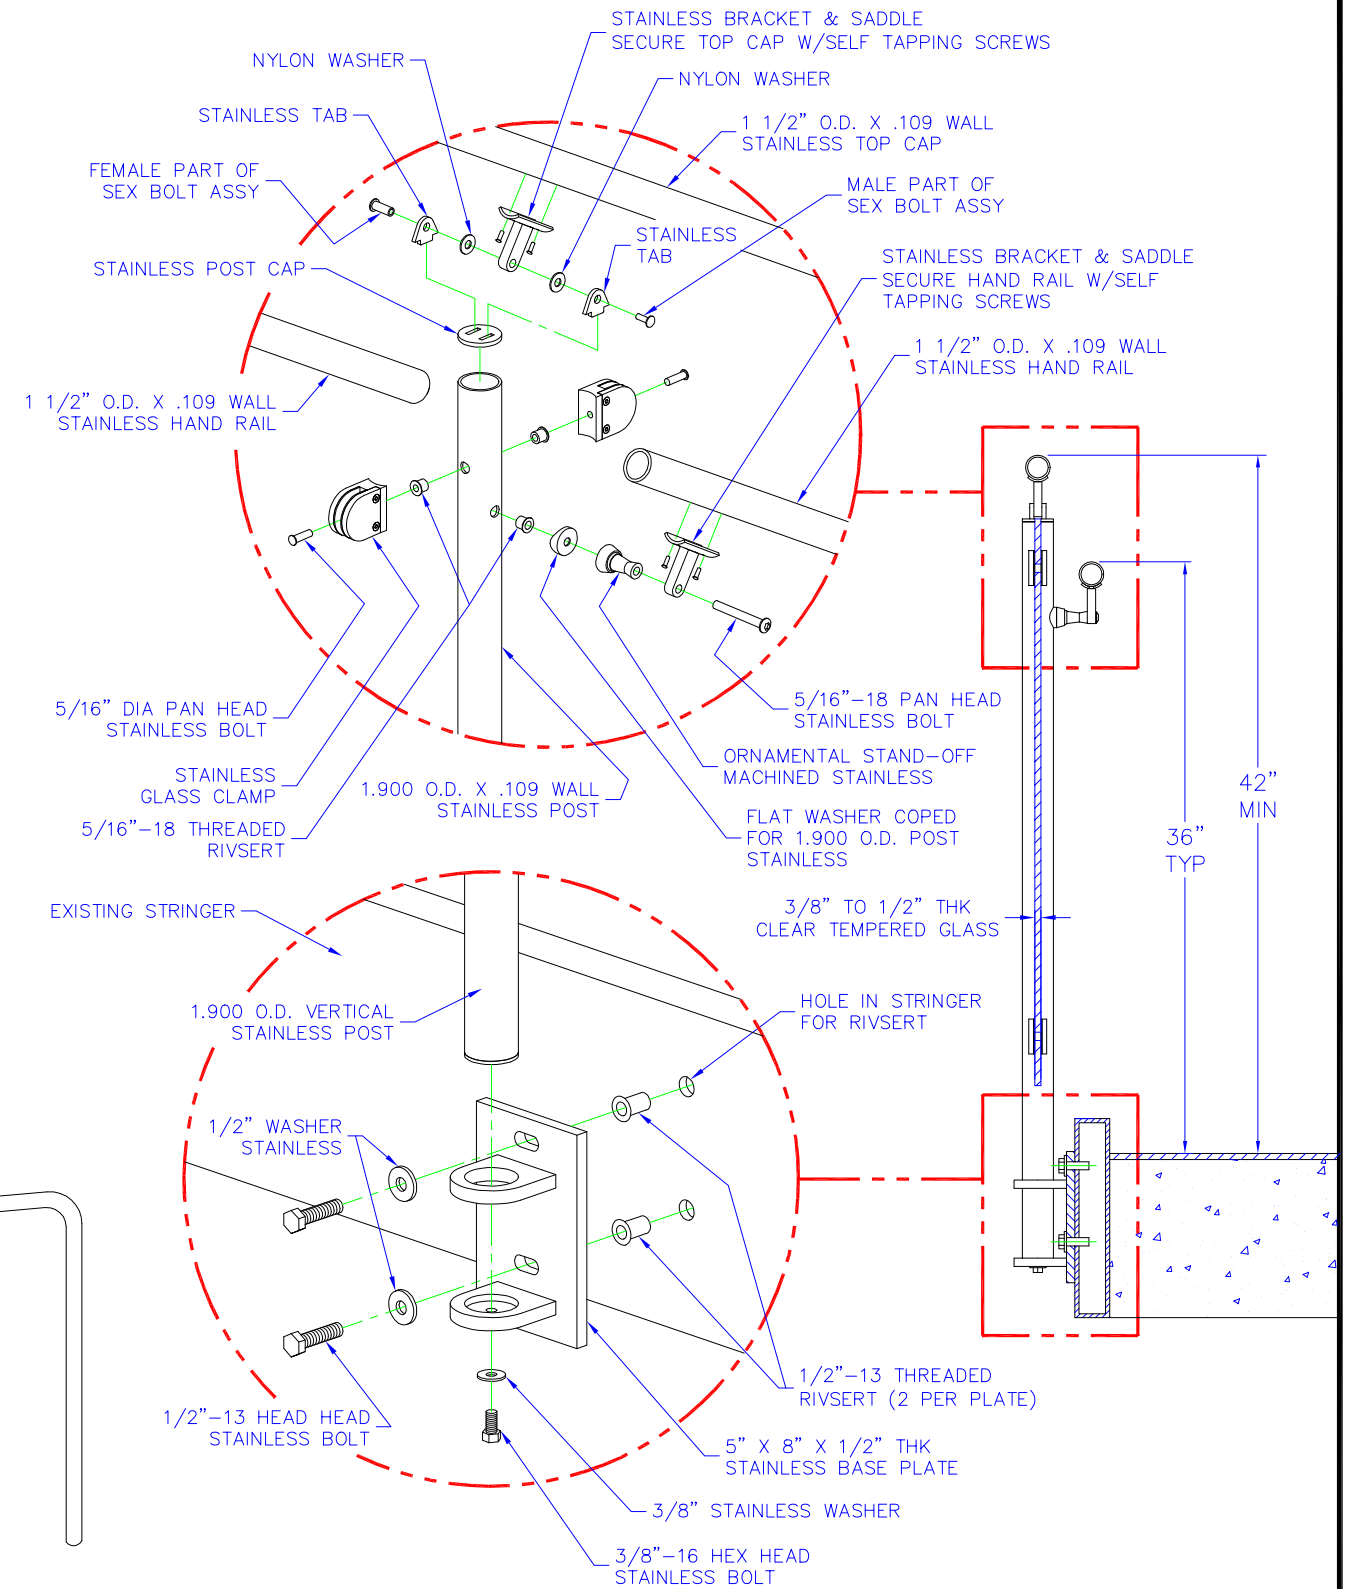 STAINLESS BRACKET & SADDLE
SECURE TOP CAP W/SELF TAPPING SCREWS
NYLON WASHER
NYLON WASHER
STAINLESS TAB
1 1/2” O.D. X .109 WALL
STAINLESS TOP CAP
FEMALE PART OF
SEX BOLT ASSY
MALE PART OF
SEX BOLT ASSY
STAINLESS
TAB
STAINLESS BRACKET & SADDLE
SECURE HAND RAIL W/SELF
TAPPING SCREWS
STAINLESS POST CAP
1 1/2” O.D. X .109 WALL
STAINLESS HAND RAIL
1 1/2” O.D. X .109 WALL
STAINLESS HAND RAIL
5/16” DIA PAN HEAD
STAINLESS BOLT
5/16”-18 PAN HEAD
STAINLESS BOLT
STAINLESS
GLASS CLAMP
1.900 O.D. X .109 WALL
STAINLESS POST
ORNAMENTAL STAND-OFF
MACHINED STAINLESS
5/16”-18 THREADED
RIVSERT
FLAT WASHER COPED
FOR 1.900 O.D. POST
STAINLESS
42”
MIN
36”
TYP
EXISTING STRINGER
3/8” TO 1/2” THK
CLEAR TEMPERED GLASS
1.900 O.D. VERTICAL
STAINLESS POST
HOLE IN STRINGER
FOR RIVSERT
1/2” WASHER
STAINLESS
1/2”-13 THREADED
RIVSERT (2 PER PLATE)
1/2”-13 HEAD HEAD
STAINLESS BOLT
5” X 8” X 1/2” THK
STAINLESS BASE PLATE
3/8” STAINLESS WASHER
3/8”-16 HEX HEAD
STAINLESS BOLT